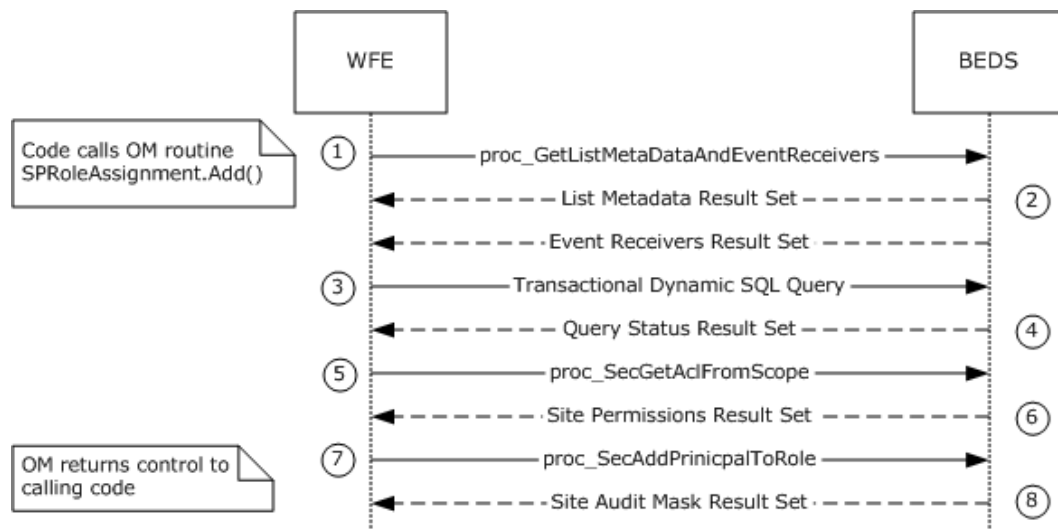 WFE
BEDS
Code calls OM routine
SPRoleAssignment.Add()
1
proc_GetListMetaDataAndEventReceivers
List Metadata Result Set
2
Event Receivers Result Set
3
Transactional Dynamic SQL Query
Query Status Result Set
4
5
proc_SecGetAclFromScope
Site Permissions Result Set
6
OM returns control to
calling code
7
proc_SecAddPrinicpalToRole
Site Audit Mask Result Set
8